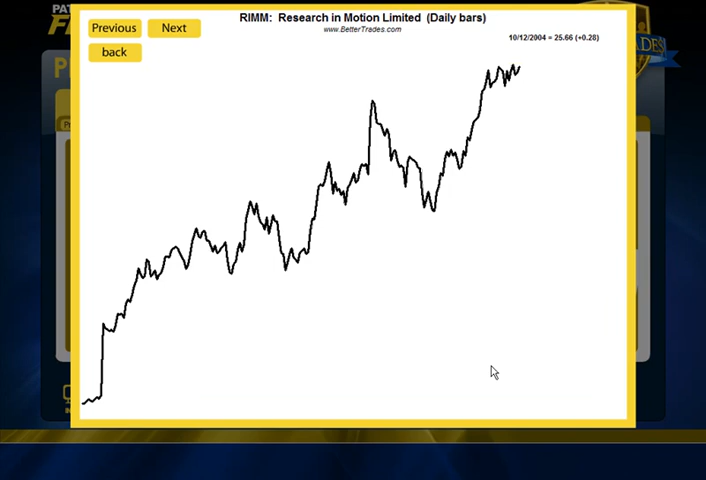 PAT
Previous
Next
back
RIMM: Research in Motion Limited (Daily bars)
www.BetterTrades.com
10/12/2004 = 25.66 (+0.28)